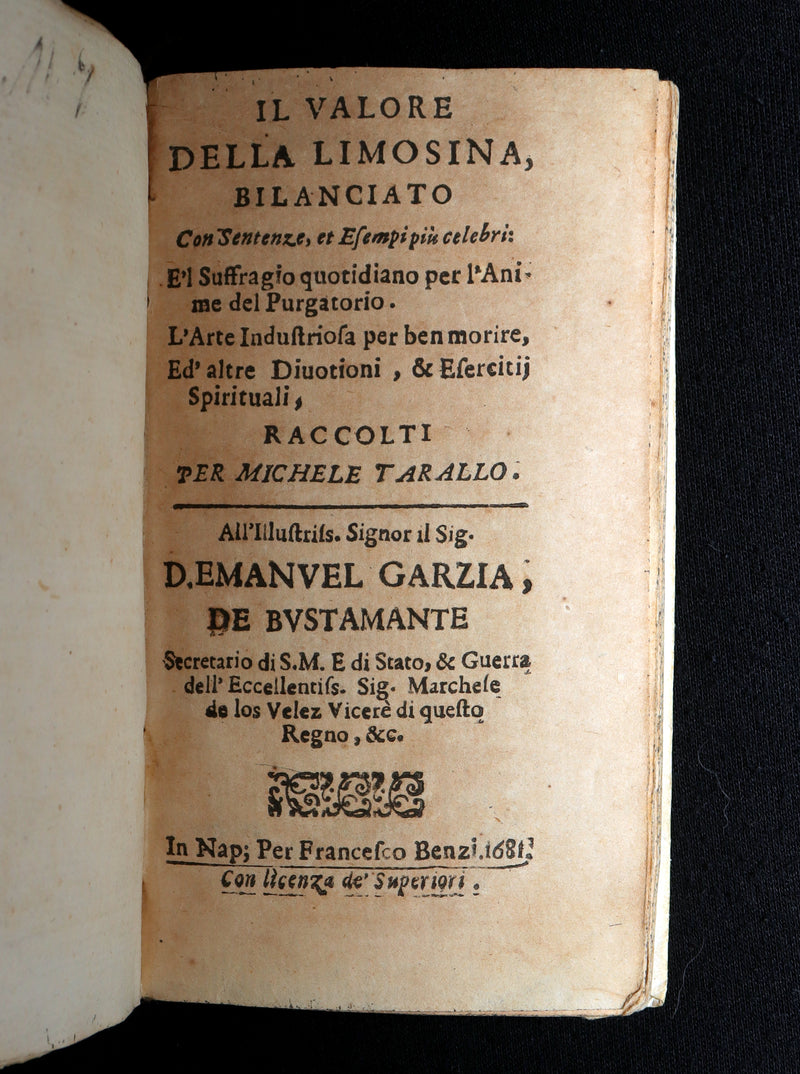 IL VALORE
DELLA LIMOSINA,
BILANCIATO
Con Sentenze, et Eſempi più celebri:
E'l Suffragio quotidiano per l'Ani-
me del Purgatorio.
L'Arte Induſtrioſa per ben morire,
Ed' altre Diuotioni , & Eſercitij
Spirituali,
RACCOLTI
PER MICHELE TARALLO.
All'Illuſtriſs. Signor il Sig.
D.EMANVEL GARZIA,
DE BVSTAMANTE
Secretario di S.M. E di Stato, & Guerra
dell' Eccellentiſs. Sig. Marcheſe
de los Velez Vicerè di queſto
Regno , &c.
In Nap; Per Franceſco Benzi.1681.
Con licenza de' Superiori .